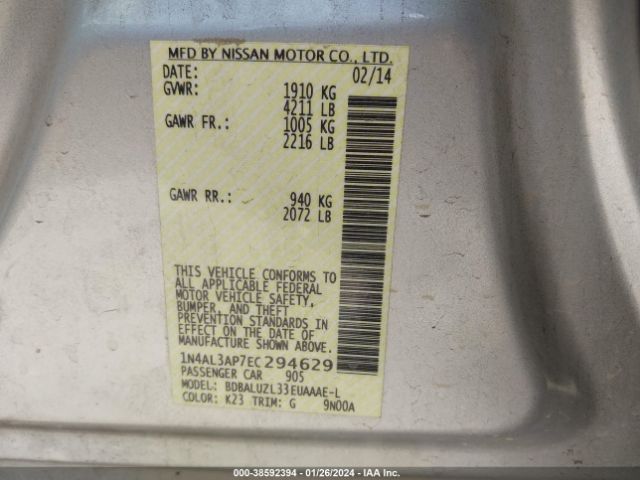 MFD BY NISSAN MOTOR CO., LTD.
DATE: 02/14
GVWR: 1910 KG
4211 LB
GAWR FR.: 1005 KG
2216 LB
GAWR RR.: 940 KG
2072 LB
THIS VEHICLE CONFORMS TO
ALL APPLICABLE FEDERAL
MOTOR VEHICLE SAFETY,
BUMPER, AND THEFT
PREVENTION STANDARDS IN
EFFECT ON THE DATE OF
MANUFACTURE SHOWN ABOVE.
1N4AL3AP7EC294629
PASSENGER CAR 905
MODEL: BDBALUZL33EUAAAE-L
COLOR: K23 TRIM: G 9N00A
000-38592394 - 01/26/2024 - IAA Inc.